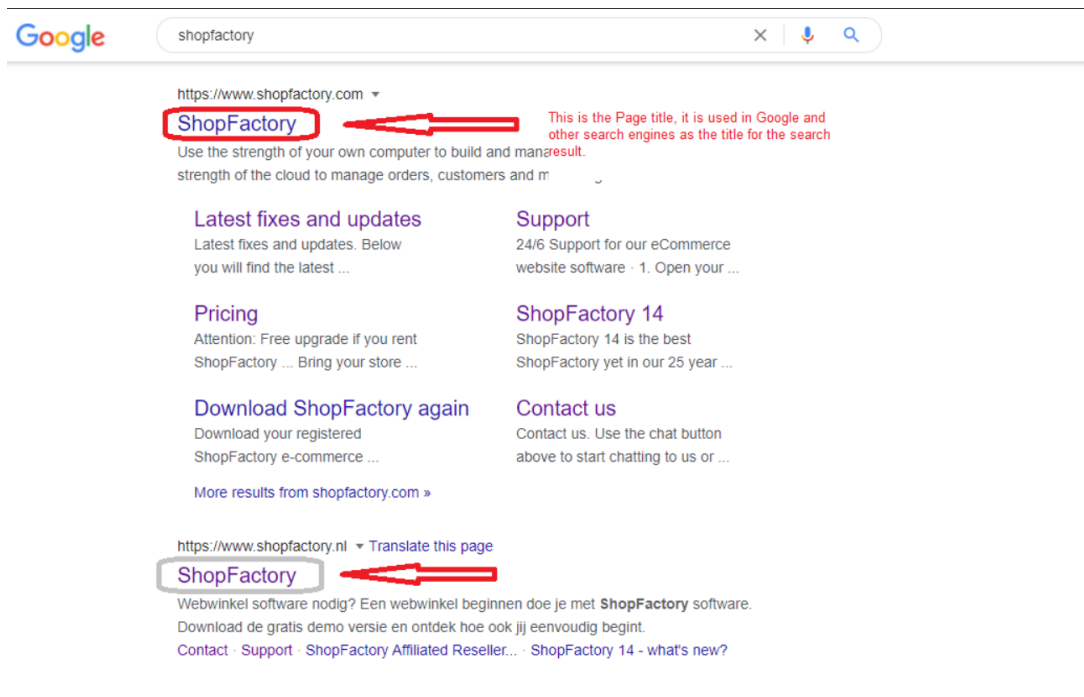 Google
shopfactory
https://www.shopfactory.com
ShopFactory
This is the Page title, it is used in Google and
other search engines as the title for the search
result.
Use the strength of your own computer to build and
strength of the cloud to manage orders, customers and
Latest fixes and updates
Latest fixes and updates. Below
you will find the latest ...
Support
24/6 Support for our eCommerce
website software · 1. Open your ...
Pricing
Attention: Free upgrade if you rent
ShopFactory ... Bring your store ...
ShopFactory 14
ShopFactory 14 is the best
ShopFactory yet in our 25 year ...
Download ShopFactory again
Download your registered
ShopFactory e-commerce ...
Contact us
Contact us. Use the chat button
above to start chatting to us or ...
More results from shopfactory.com »
https://www.shopfactory.nl Translate this page
ShopFactory
Webwinkel software nodig? Een webwinkel beginnen doe je met ShopFactory software.
Download de gratis demo versie en ontdek hoe ook jij eenvoudig begint.
Contact · Support · ShopFactory Affiliated Reseller... · ShopFactory 14 - what's new?